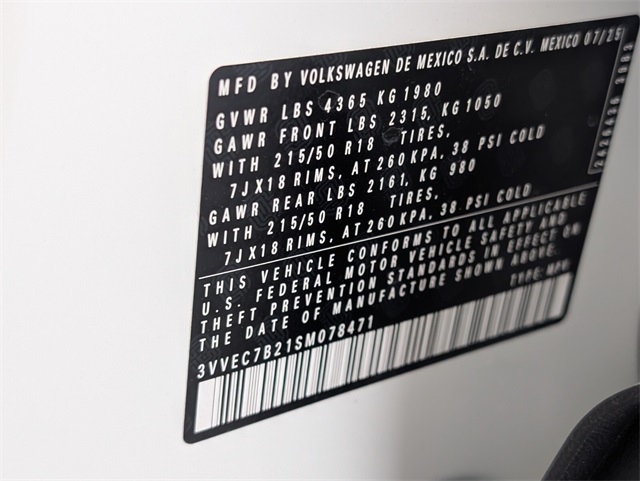 MFD BY VOLKSWAGEN DE MEXICO S.A. DE C.V. MEXICO 07/25
GVWR LBS 4365 KG 1980
GAWR FRONT LBS 2315, KG 1050
WITH 215/50 R18 TIRES,
7JX18 RIMS, AT 260 KPA, 38 PSI COLD
GAWR REAR LBS 2161, KG 980
WITH 215/50 R18 TIRES,
7JX18 RIMS, AT 260 KPA, 38 PSI COLD
THIS VEHICLE CONFORMS TO ALL APPLICABLE
U.S. FEDERAL MOTOR VEHICLE SAFETY AND
THEFT PREVENTION STANDARDS IN EFFECT ON
THE DATE OF MANUFACTURE SHOWN ABOVE.
TYPE: MPV
3VVEC7B21SM078471